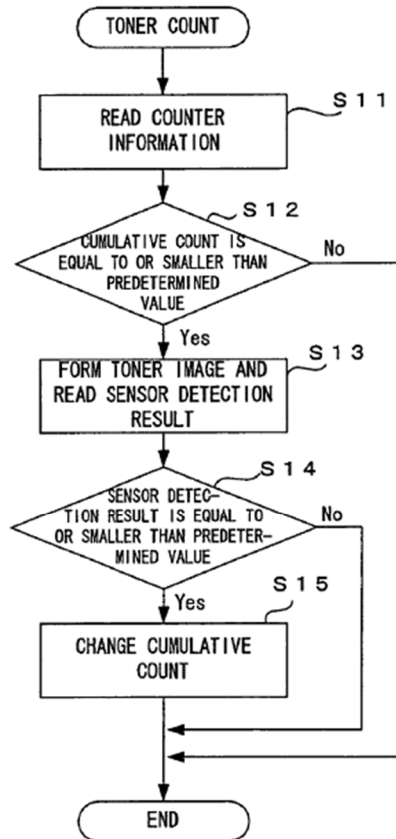 TONER COUNT
S11
READ COUNTER
INFORMATION
S12
CUMULATIVE COUNT IS
EQUAL TO OR SMALLER THAN
PREDETERMINED
VALUE
No
Yes
S13
FORM TONER IMAGE AND
READ SENSOR DETECTION
RESULT
S14
SENSOR DETEC-
TION RESULT IS EQUAL TO
OR SMALLER THAN PREDETER-
MINED VALUE
No
Yes
S15
CHANGE CUMULATIVE
COUNT
END